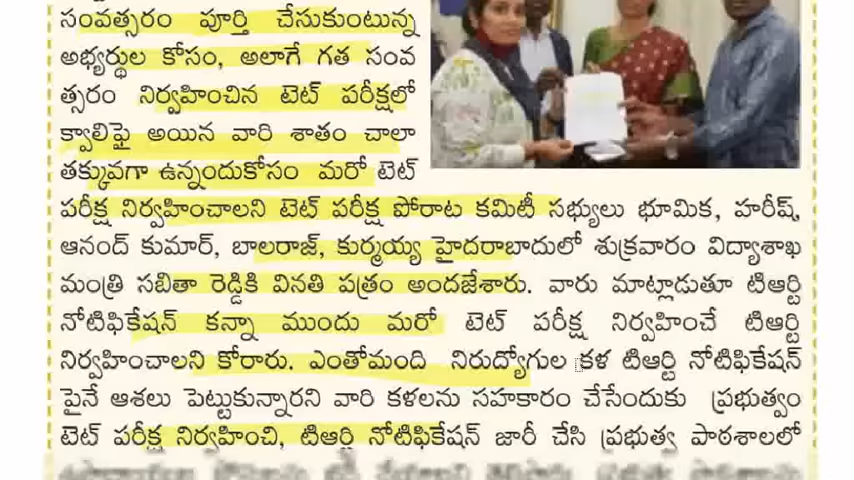 సంవత్సరం పూర్తి చేసుకుంటున్న
అభ్యర్థుల కోసం, అలాగే గత సంవ
త్సరం నిర్వహించిన టెట్ పరీక్షలో
క్వాలిఫై అయిన వారి శాతం చాలా
తక్కువగా ఉన్నందుకోసం మరో టెట్
పరీక్ష నిర్వహించాలని టెట్ పరీక్ష పోరాట కమిటీ సభ్యులు భూమిక, హరీష్,
ఆనంద్ కుమార్, బాలరాజ్, కుర్మయ్య హైదరాబాదులో శుక్రవారం విద్యాశాఖ
మంత్రి సబితా రెడ్డికి వినతి పత్రం అందజేశారు. వారు మాట్లాడుతూ టిఆర్టి
నోటిఫికేషన్ కన్నా ముందు మరో టెట్ పరీక్ష నిర్వహించే టిఆర్టి
నిర్వహించాలని కోరారు. ఎంతోమంది నిరుద్యోగుల కళ టిఆర్టి నోటిఫికేషన్
పైనే ఆశలు పెట్టుకున్నారని వారి కళలను సహకారం చేసేందుకు ప్రభుత్వం
టెట్ పరీక్ష నిర్వహించి, టిఆర్టి నోటిఫికేషన్ జారీ చేసి ప్రభుత్వ పాఠశాలలో